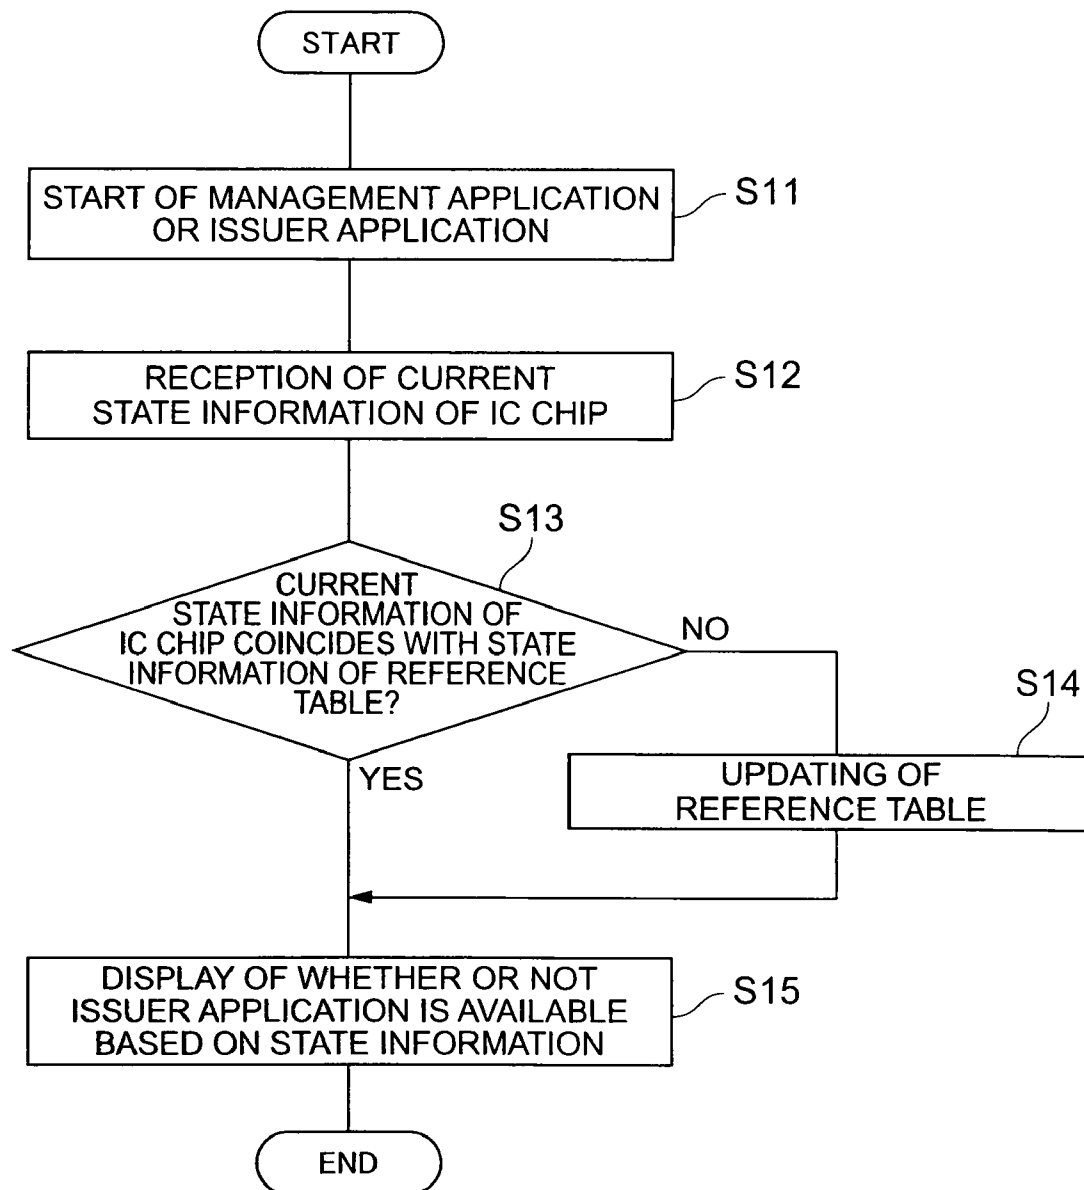 START
START OF MANAGEMENT APPLICATION
OR ISSUER APPLICATION
S11
RECEPTION OF CURRENT
STATE INFORMATION OF IC CHIP
S12
S13
CURRENT
STATE INFORMATION OF
IC CHIP COINCIDES WITH STATE
INFORMATION OF REFERENCE
TABLE?
NO
S14
YES
UPDATING OF
REFERENCE TABLE
DISPLAY OF WHETHER OR NOT
ISSUER APPLICATION IS AVAILABLE
BASED ON STATE INFORMATION
S15
END